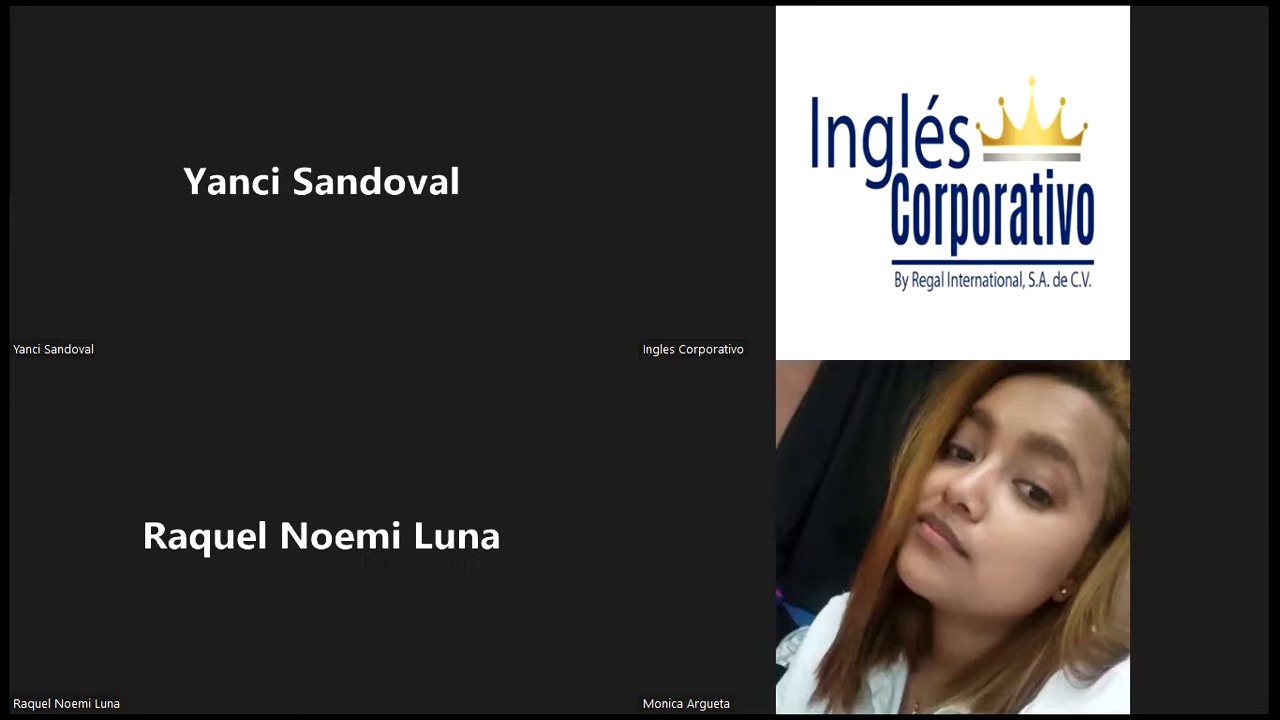 Yanci Sandoval
Yanci Sandoval
Inglés
Corporativo
By Regal International, S.A. de C.V.
Ingles Corporativo
Raquel Noemi Luna
Raquel Noemi Luna
Monica Argueta